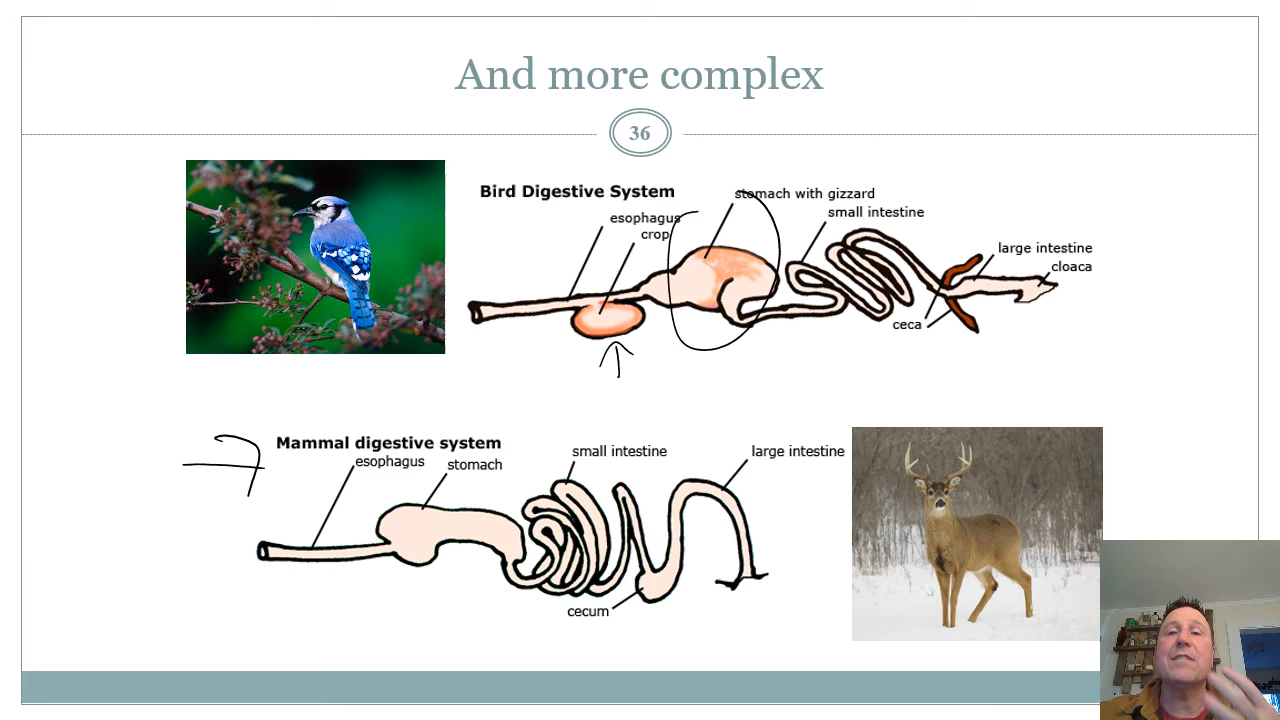 And more complex
36
Bird Digestive System
stomach with gizzard
esophagus
small intestine
crop
large intestine
cloaca
ceca
Mammal digestive system
esophagus
stomach
small intestine
large intestine
cecum